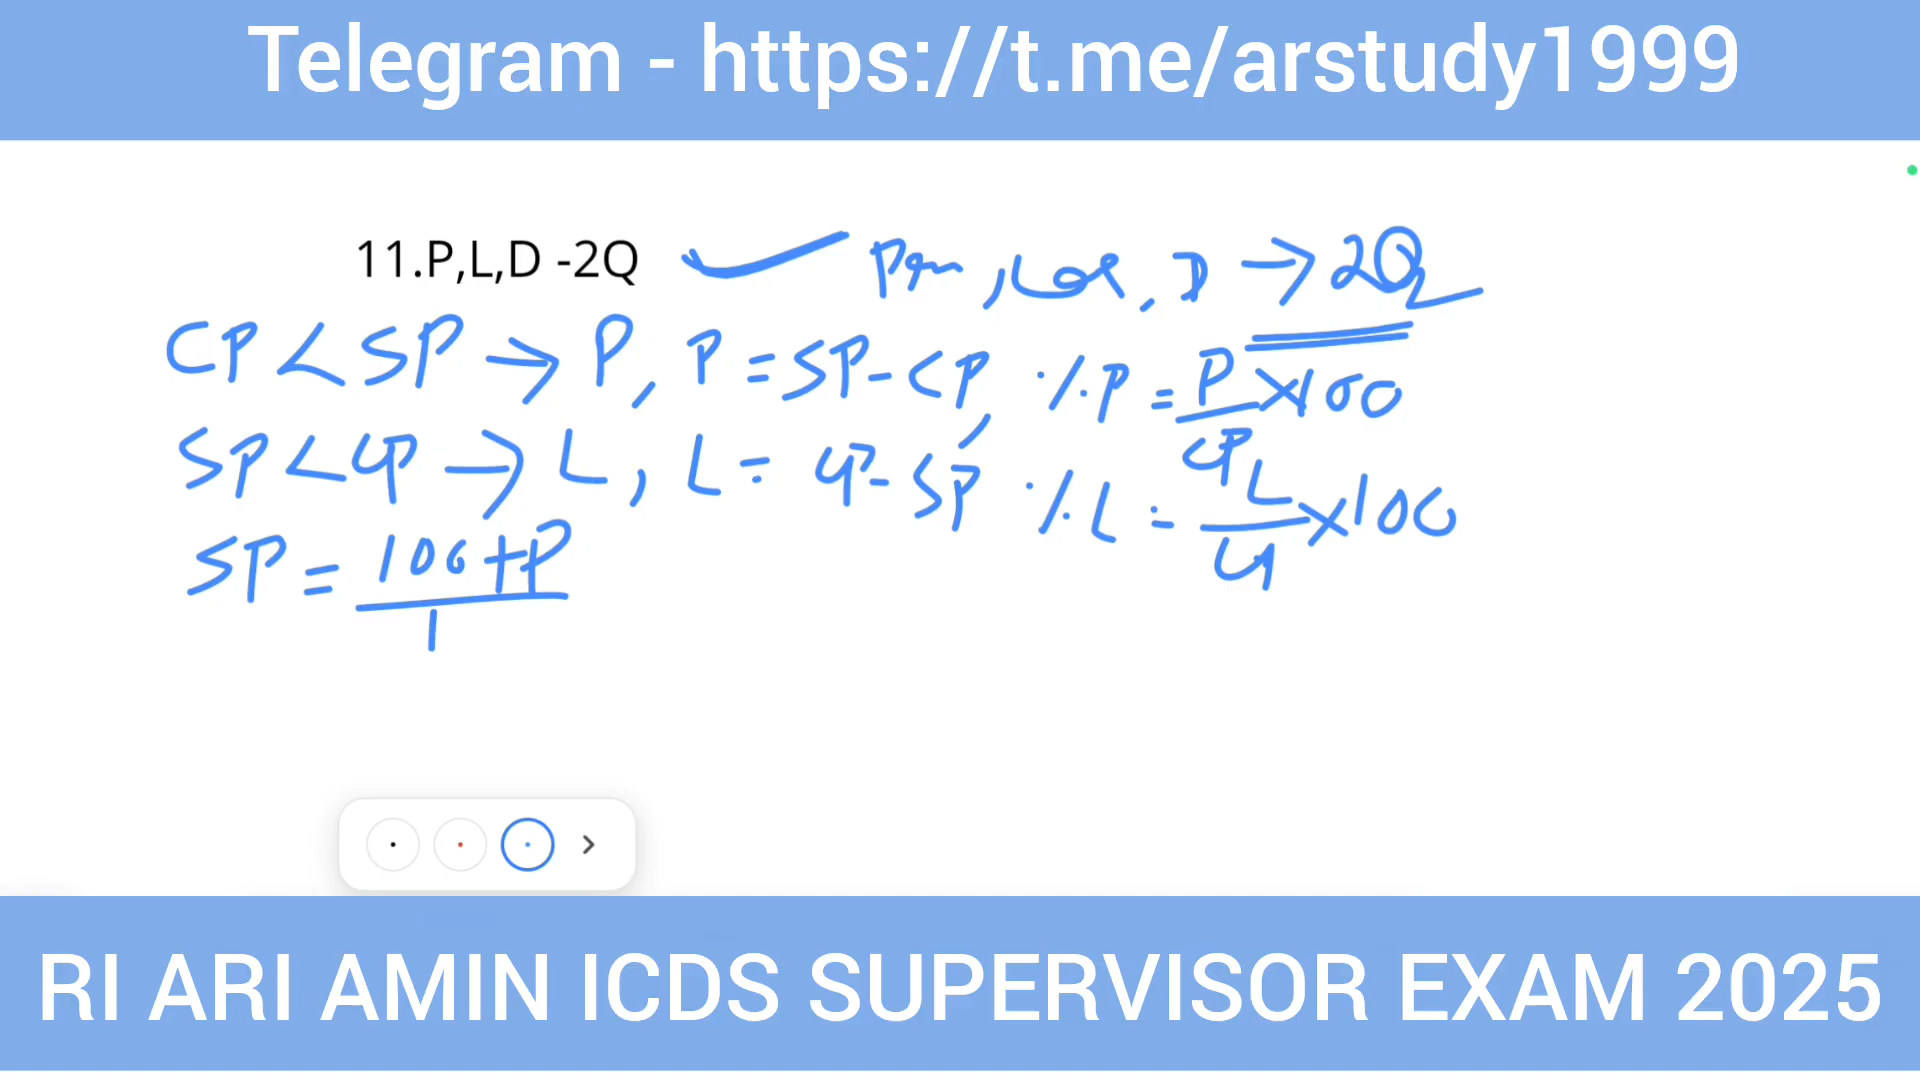 Telegram - https://t.me/arstudy1999
11.P,L,D -2Q , Loss, D → 2Q
CP < SP → P, P = SP - CP, %P = P/CP × 100
SP < CP → L, L = CP - SP %L = L/CP × 100
SP = 100+P/1
RI ARI AMIN ICDS SUPERVISOR EXAM 2025